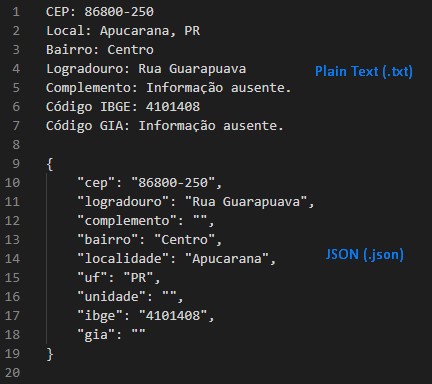 1 CEP: 86800-250
2 Local: Apucarana, PR
3 Bairro: Centro
4 Logradouro: Rua Guarapuava Plain Text (.txt)
5 Complemento: Informação ausente.
6 Código IBGE: 4101408
7 Código GIA: Informação ausente.
8
9 {
10 "cep": "86800-250",
11 "logradouro": "Rua Guarapuava",
12 "complemento": "",
13 "bairro": "Centro",
14 "localidade": "Apucarana", JSON (.json)
15 "uf": "PR",
16 "unidade": "",
17 "ibge": "4101408",
18 "gia": ""
19 }
20